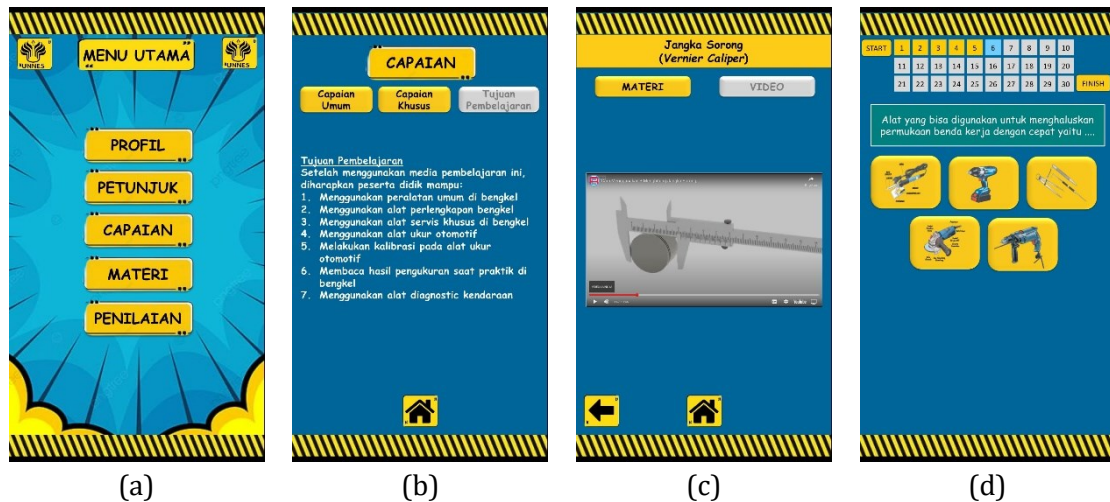 UNNES
MENU UTAMA
UNNES
PROFIL
PETUNJUK
CAPAIAN
MATERI
PENILAIAN
(a)
CAPAIAN
Capaian
Umum
Capaian
Khusus
Tujuan
Pembelajaran
Tujuan Pembelajaran
Setelah menggunakan media pembelajaran ini,
diharapkan peserta didik mampu:
1. Menggunakan peralatan umum di bengkel
2. Menggunakan alat perlengkapan bengkel
3. Menggunakan alat servis khusus di bengkel
4. Menggunakan alat ukur otomotif
5. Melakukan kalibrasi pada alat ukur
otomotif
6. Membaca hasil pengukuran saat praktik di
bengkel
7. Menggunakan alat diagnostic kendaraan
(b)
Jangka Sorong
(Vernier Caliper)
MATERI
VIDEO
(c)
START 1 2 3 4 5 6 7 8 9 10
11 12 13 14 15 16 17 18 19 20
21 22 23 24 25 26 27 28 29 30 FINISH
Alat yang bisa digunakan untuk menghaluskan
permukaan benda kerja dengan cepat yaitu ....
(d)